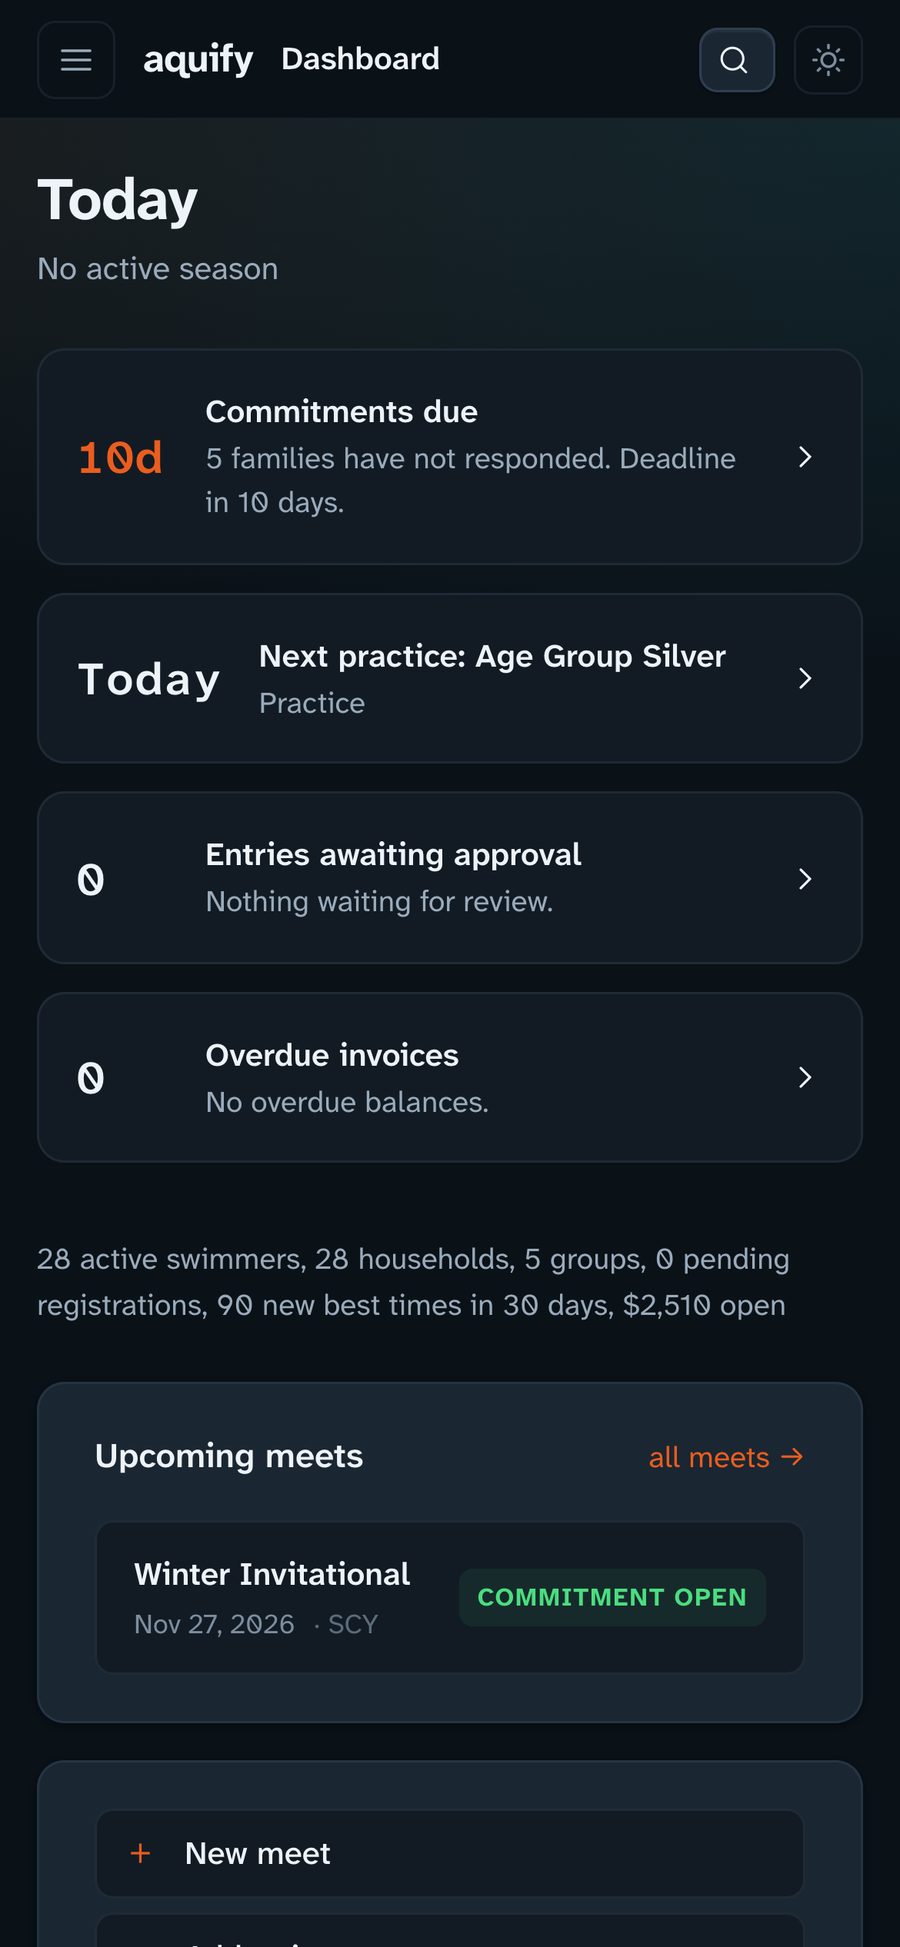 aquify Dashboard
Today
No active season
10d
Commitments due
5 families have not responded. Deadline
in 10 days.
Today
Next practice: Age Group Silver
Practice
0
Entries awaiting approval
Nothing waiting for review.
0
Overdue invoices
No overdue balances.
28 active swimmers, 28 households, 5 groups, 0 pending
registrations, 90 new best times in 30 days, $2,510 open
Upcoming meets
all meets →
Winter Invitational
Nov 27, 2026 · SCY
COMMITMENT OPEN
+ New meet